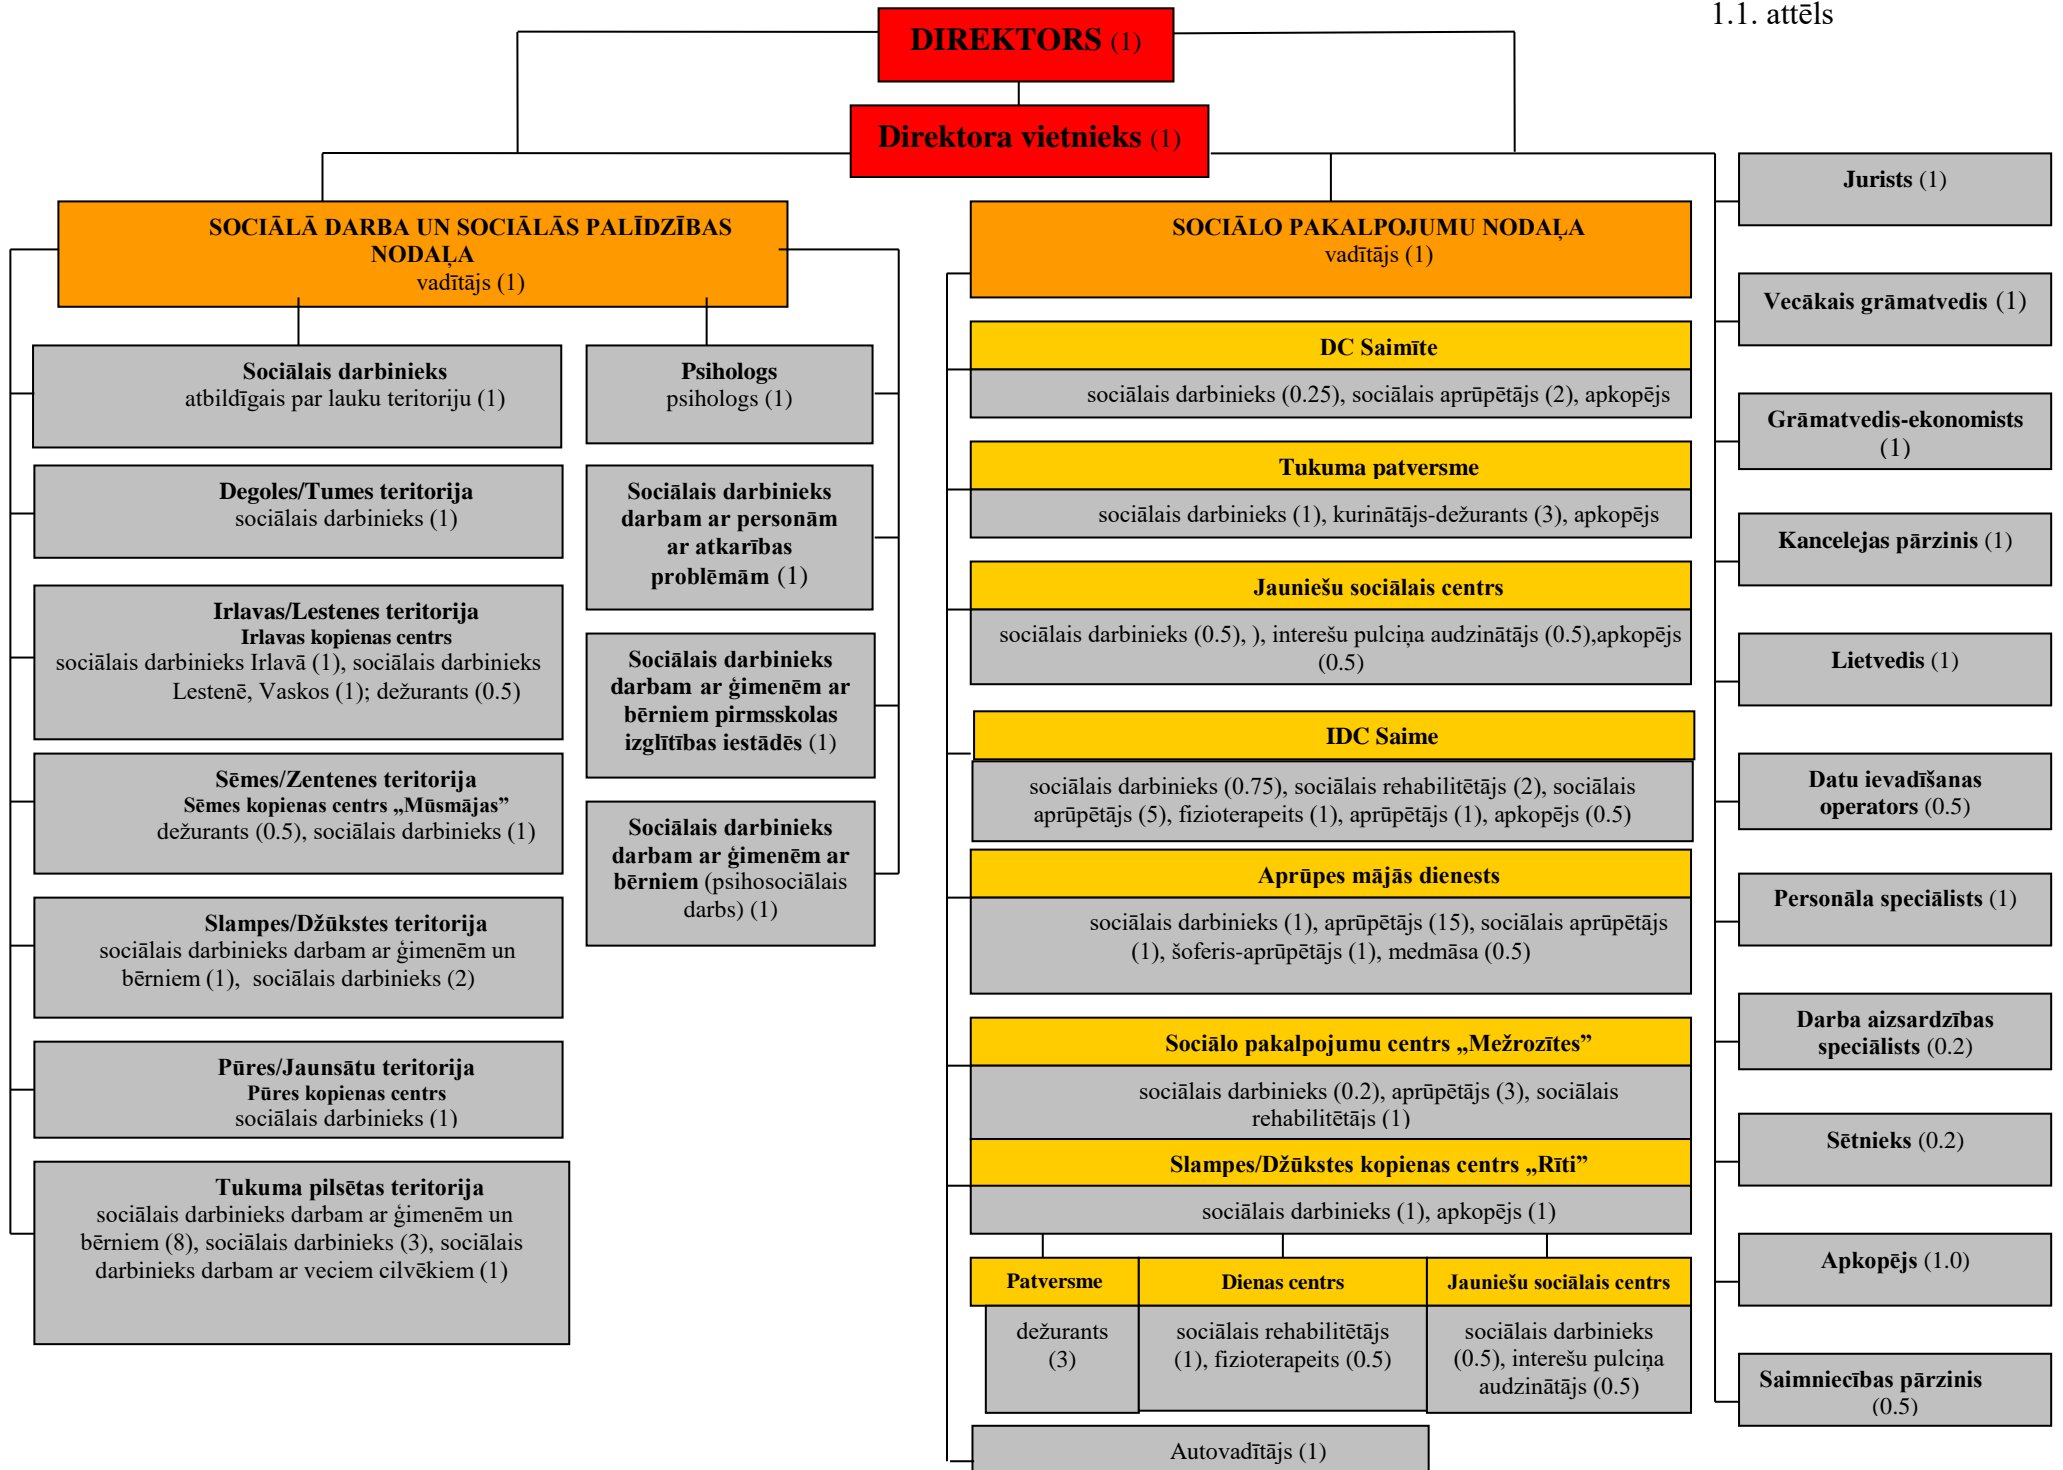 1.1. attēls
DIREKTORS (1)
Direktora vietnieks (1)
SOCIĀLĀ DARBA UN SOCIĀLĀS PALĪDZĪBAS
NODAĻA
vadītājs (1)
Sociālais darbinieks
atbildīgais par lauku teritoriju (1)
Degoles/Tumes teritorija
sociālais darbinieks (1)
Irlavas/Lestenes teritorija
Irlavas kopienas centrs
sociālais darbinieks Irlavā (1), sociālais darbinieks
Lestenē, Vaskos (1); dežurants (0.5)
Sēmes/Zentenes teritorija
Sēmes kopienas centrs „Mūsmājas”
dežurants (0.5), sociālais darbinieks (1)
Slampes/Džūkstes teritorija
sociālais darbinieks darbam ar ģimenēm un
bērniem (1), sociālais darbinieks (2)
Pūres/Jaunsātu teritorija
Pūres kopienas centrs
sociālais darbinieks (1)
Tukuma pilsētas teritorija
sociālais darbinieks darbam ar ģimenēm un
bērniem (8), sociālais darbinieks (3), sociālais
darbinieks darbam ar veciem cilvēkiem (1)
Psihologs
psihologs (1)
Sociālais darbinieks
darbam ar personām
ar atkarības
problēmām (1)
Sociālais darbinieks
darbam ar ģimenēm ar
bērniem pirmsskolas
izglītības iestādēs (1)
Sociālais darbinieks
darbam ar ģimenēm ar
bērniem (psihosociālais
darbs) (1)
SOCIĀLO PAKALPOJUMU NODAĻA
vadītājs (1)
DC Saimīte
sociālais darbinieks (0.25), sociālais aprūpētājs (2), apkopējs
Tukuma patversme
sociālais darbinieks (1), kurinātājs-dežurants (3), apkopējs
Jauniešu sociālais centrs
sociālais darbinieks (0.5), ), interešu pulciņa audzinātājs (0.5),apkopējs
(0.5)
IDC Saime
sociālais darbinieks (0.75), sociālais rehabilitētājs (2), sociālais
aprūpētājs (5), fizioterapeits (1), aprūpētājs (1), apkopējs (0.5)
Aprūpes mājās dienests
sociālais darbinieks (1), aprūpētājs (15), sociālais aprūpētājs
(1), šoferis-aprūpētājs (1), medmāsa (0.5)
Sociālo pakalpojumu centrs „Mežrozītes”
sociālais darbinieks (0.2), aprūpētājs (3), sociālais
rehabilitētājs (1)
Slampes/Džūkstes kopienas centrs „Rīti”
sociālais darbinieks (1), apkopējs (1)
Patversme
dežurants
(3)
Dienas centrs
sociālais rehabilitētājs
(1), fizioterapeits (0.5)
Jauniešu sociālais centrs
sociālais darbinieks
(0.5), interešu pulciņa
audzinātājs (0.5)
Autovadītājs (1)
Jurists (1)
Vecākais grāmatvedis (1)
Grāmatvedis-ekonomists
(1)
Kancelejas pārzinis (1)
Lietvedis (1)
Datu ievadīšanas
operators (0.5)
Personāla speciālists (1)
Darba aizsardzības
speciālists (0.2)
Sētnieks (0.2)
Apkopējs (1.0)
Saimniecības pārzinis
(0.5)